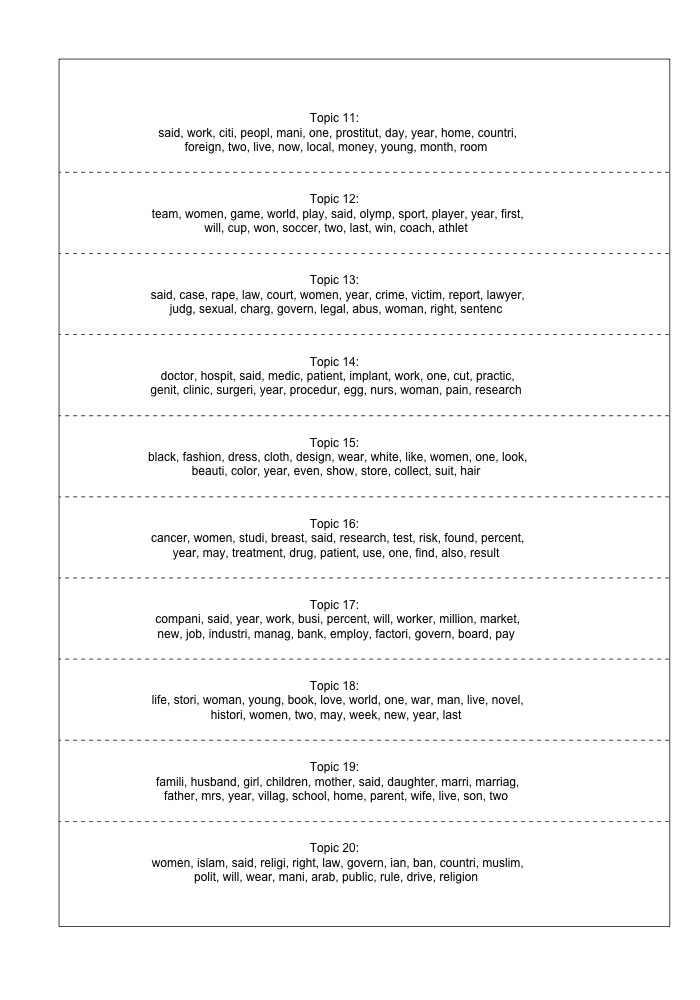 Topic 11:
said, work, citi, peopl, mani, one, prostitut, day, year, home, countri,
foreign, two, live, now, local, money, young, month, room
Topic 12:
team, women, game, world, play, said, olymp, sport, player, year, first,
will, cup, won, soccer, two, last, win, coach, athlet
Topic 13:
said, case, rape, law, court, women, year, crime, victim, report, lawyer,
judg, sexual, charg, govern, legal, abus, woman, right, sentenc
Topic 14:
doctor, hospit, said, medic, patient, implant, work, one, cut, practic,
genit, clinic, surgeri, year, procedur, egg, nurs, woman, pain, research
Topic 15:
black, fashion, dress, cloth, design, wear, white, like, women, one, look,
beauti, color, year, even, show, store, collect, suit, hair
Topic 16:
cancer, women, studi, breast, said, research, test, risk, found, percent,
year, may, treatment, drug, patient, use, one, find, also, result
Topic 17:
compani, said, year, work, busi, percent, will, worker, million, market,
new, job, industri, manag, bank, employ, factori, govern, board, pay
Topic 18:
life, stori, woman, young, book, love, world, one, war, man, live, novel,
histori, women, two, may, week, new, year, last
Topic 19:
famili, husband, girl, children, mother, said, daughter, marri, marriag,
father, mrs, year, villag, school, home, parent, wife, live, son, two
Topic 20:
women, islam, said, religi, right, law, govern, ian, ban, countri, muslim,
polit, will, wear, mani, arab, public, rule, drive, religion